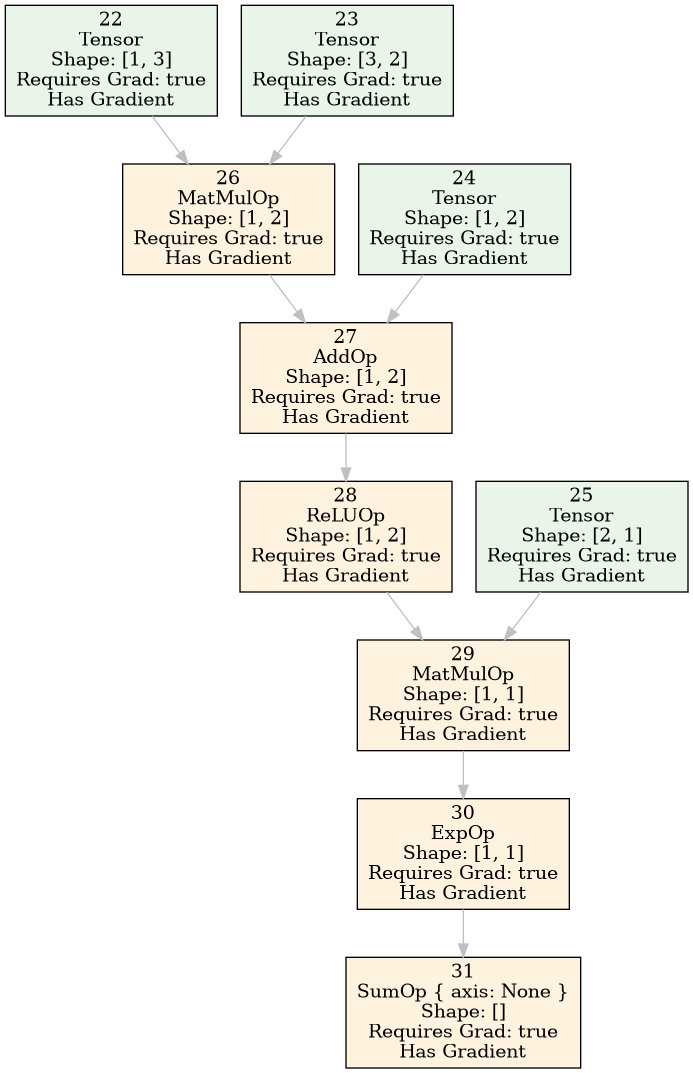 22
Tensor
Shape: [1, 3]
Requires Grad: true
Has Gradient
23
Tensor
Shape: [3, 2]
Requires Grad: true
Has Gradient
26
MatMulOp
Shape: [1, 2]
Requires Grad: true
Has Gradient
24
Tensor
Shape: [1, 2]
Requires Grad: true
Has Gradient
27
AddOp
Shape: [1, 2]
Requires Grad: true
Has Gradient
28
ReLUOp
Shape: [1, 2]
Requires Grad: true
Has Gradient
25
Tensor
Shape: [2, 1]
Requires Grad: true
Has Gradient
29
MatMulOp
Shape: [1, 1]
Requires Grad: true
Has Gradient
30
ExpOp
Shape: [1, 1]
Requires Grad: true
Has Gradient
31
SumOp { axis: None }
Shape: []
Requires Grad: true
Has Gradient